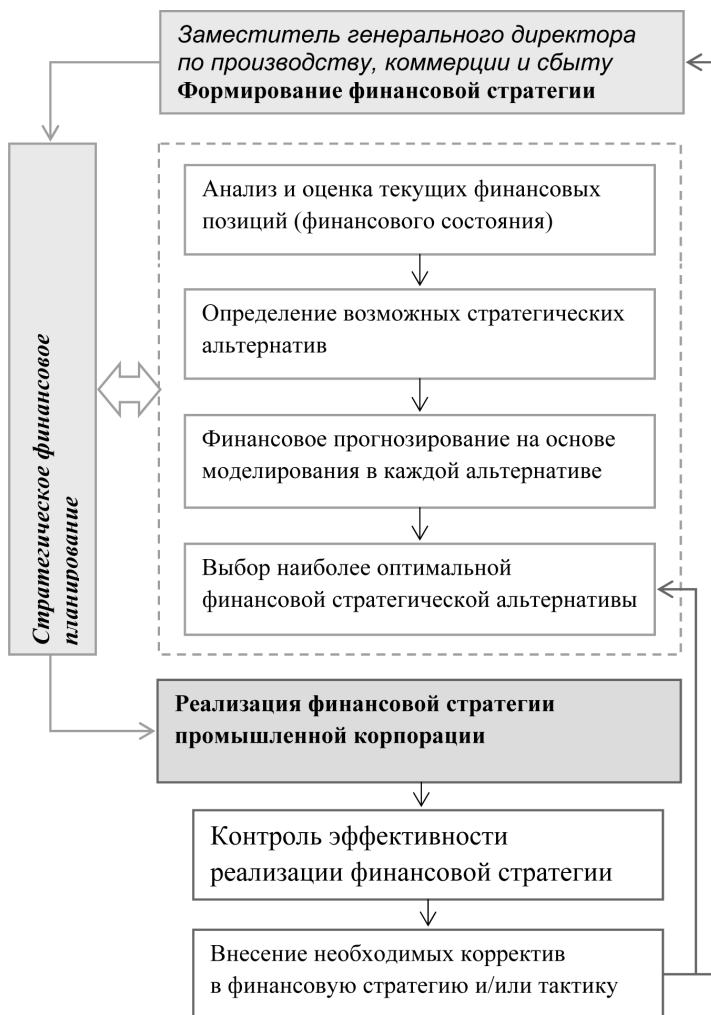 Заместитель генерального директора
по производству, коммерции и сбыту
Формирование финансовой стратегии
Стратегическое финансовое
планирование
Анализ и оценка текущих финансовых
позиций (финансового состояния)
Определение возможных стратегических
альтернатив
Финансовое прогнозирование на основе
моделирования в каждой альтернативе
Выбор наиболее оптимальной
финансовой стратегической альтернативы
Реализация финансовой стратегии
промышленной корпорации
Контроль эффективности
реализации финансовой стратегии
Внесение необходимых корректив
в финансовую стратегию и/или тактику